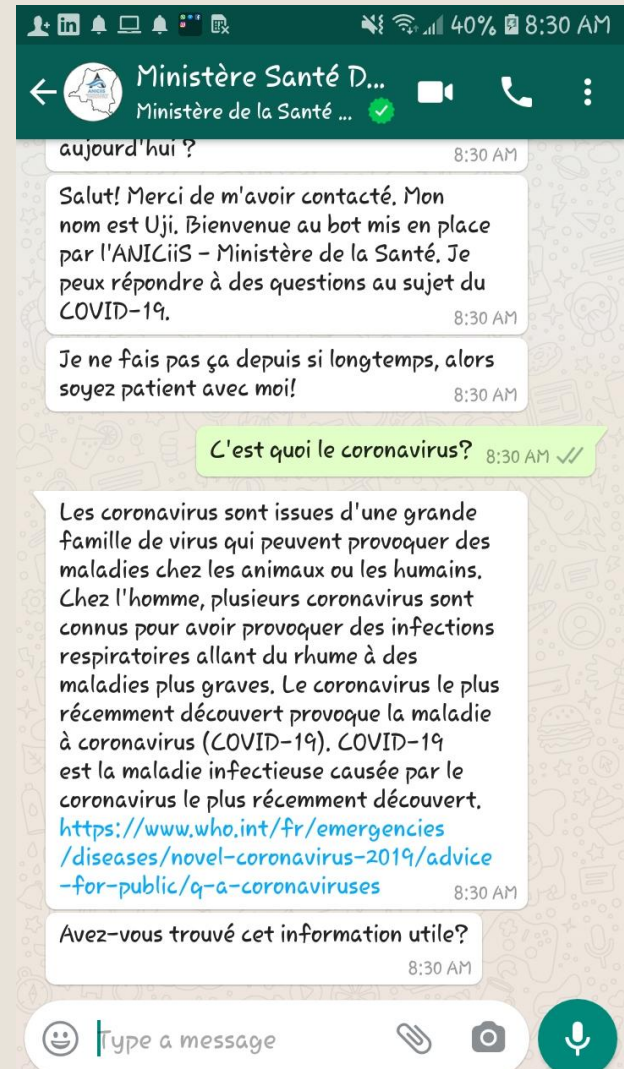 40% 8:30 AM
Ministère Santé D...
Ministère de la Santé ...
aujourd'hui ?
8:30 AM
Salut! Merci de m'avoir contacté. Mon
nom est Uji. Bienvenue au bot mis en place
par l'ANICiiS - Ministère de la Santé. Je
peux répondre à des questions au sujet du
COVID-19.
8:30 AM
Je ne fais pas ça depuis si longtemps, alors
soyez patient avec moi!
8:30 AM
C'est quoi le coronavirus? 8:30 AM
Les coronavirus sont issues d'une grande
famille de virus qui peuvent provoquer des
maladies chez les animaux ou les humains.
Chez l'homme, plusieurs coronavirus sont
connus pour avoir provoquer des infections
respiratoires allant du rhume à des
maladies plus graves. Le coronavirus le plus
récemment découvert provoque la maladie
à coronavirus (COVID-19). COVID-19
est la maladie infectieuse causée par le
coronavirus le plus récemment découvert.
https://www.who.int/fr/emergencies
/diseases/novel-coronavirus-2019/advice
-for-public/q-a-coronaviruses
8:30 AM
Avez-vous trouvé cet information utile?
8:30 AM
Type a message